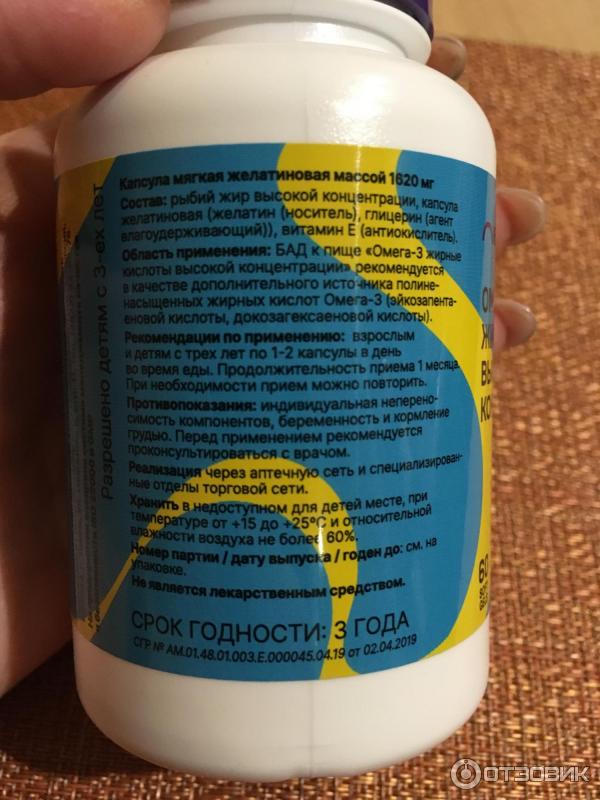 Капсула мягкая желатиновая массой 1620 мг
Состав: рыбий жир высокой концентрации, капсула
желатиновая (желатин (носитель), глицерин (агент
влагоудерживающий)), витамин Е (антиокислитель).
Область применения: БАД к пище «Омега-3 жирные
кислоты высокой концентрации» рекомендуется
в качестве дополнительного источника полине-
насыщенных жирных кислот Омега-3 (эйкозапента-
еновой кислоты, докозагексаеновой кислоты).
Рекомендации по применению: взрослым
и детям с трех лет по 1-2 капсулы в день
во время еды. Продолжительность приема 1 месяц.
При необходимости прием можно повторить.
Противопоказания: индивидуальная неперено-
симость компонентов, беременность и кормление
грудью. Перед применением рекомендуется
проконсультироваться с врачом.
Реализация через аптечную сеть и специализирован-
ные отделы торговой сети.
Хранить в недоступном для детей месте, при
температуре от +15 до +25°С и относительной
влажности воздуха не более 60%.
Номер партии / дату выпуска / годен до: см. на
упаковке.
Не является лекарственным средством.
СРОК ГОДНОСТИ: 3 ГОДА
СГР № AM.01.48.01.003.E.000045.04.19 от 02.04.2019
Разрешено детям с 3-ех лет
60
ОТЗОВИК